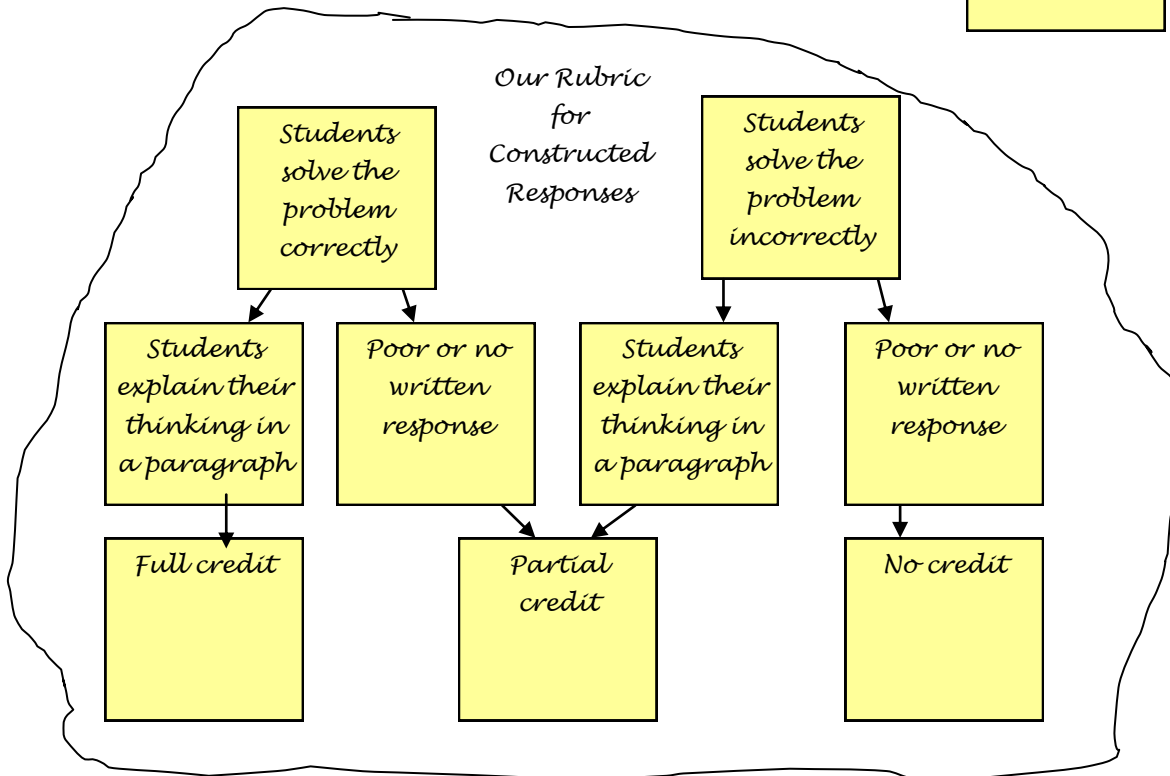 Our Rubric
for
Constructed
Responses
Students
solve the
problem
correctly
Students
solve the
problem
incorrectly
Students
explain their
thinking in
a paragraph
Poor or no
written
response
Students
explain their
thinking in
a paragraph
Poor or no
written
response
Full credit
Partial
credit
No credit